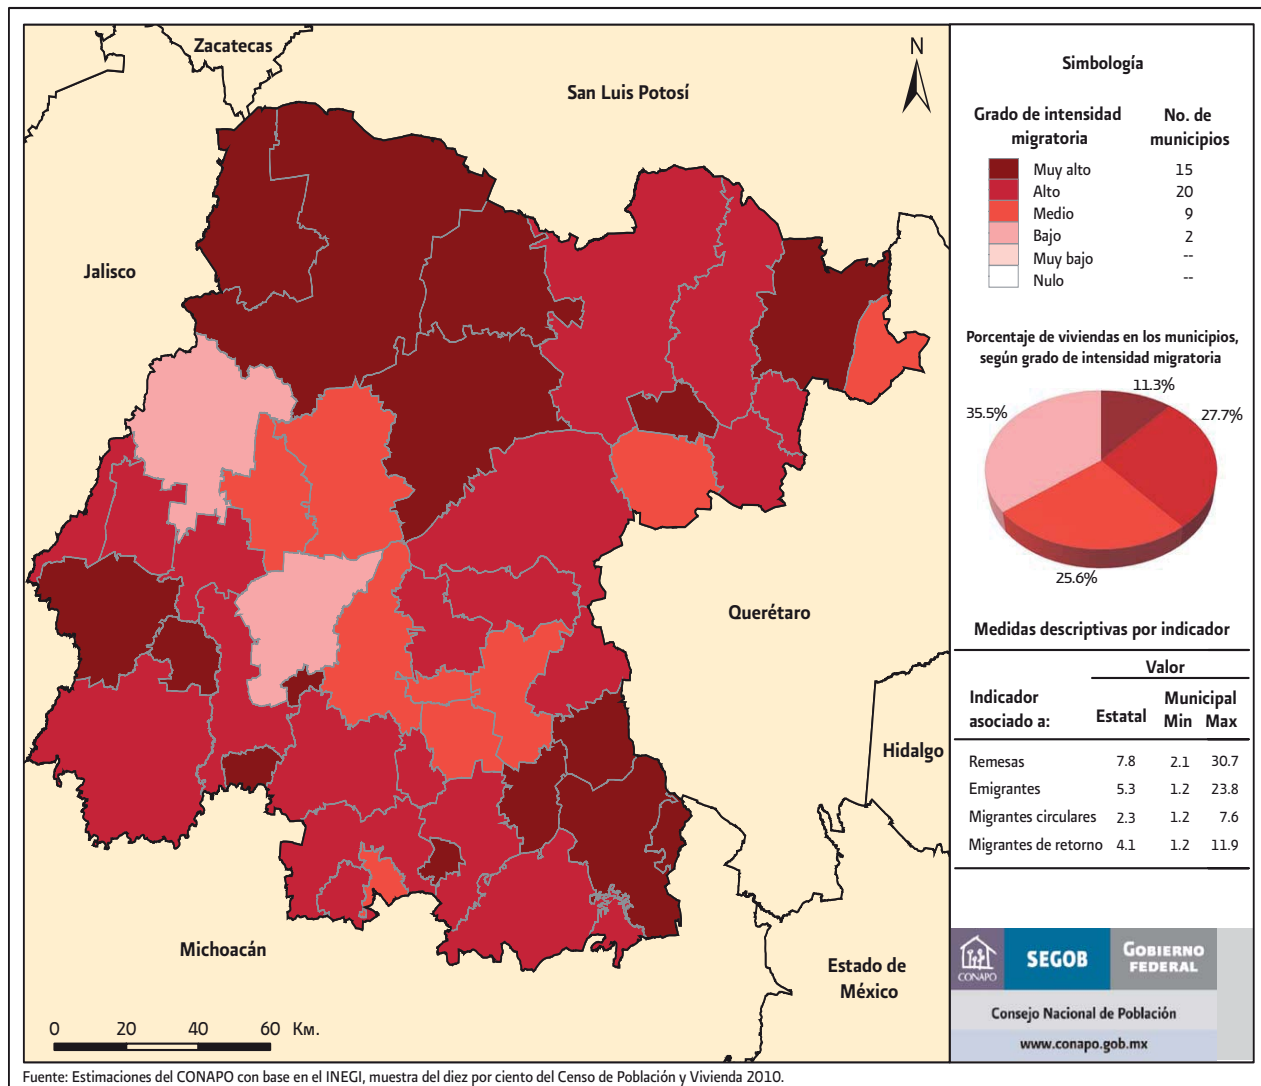 Zacatecas
San Luis Potosí
N
Jalisco
Querétaro
Hidalgo
Michoacán
Estado de
México
0 20 40 60 Km.
Simbología
Grado de intensidad migratoria No. de municipios
Muy alto 15
Alto 20
Medio 9
Bajo 2
Muy bajo --
Nulo --
Porcentaje de viviendas en los municipios,
según grado de intensidad migratoria
11.3%
35.5%
27.7%
25.6%
Medidas descriptivas por indicador
Valor
Indicador asociado a: Estatal Municipal
Min Max
Remesas 7.8 2.1 30.7
Emigrantes 5.3 1.2 23.8
Migrantes circulares 2.3 1.2 7.6
Migrantes de retorno 4.1 1.2 11.9
CONAPO
SEGOB
GOBIERNO
FEDERAL
Consejo Nacional de Población
www.conapo.gob.mx
Fuente: Estimaciones del CONAPO con base en el INEGI, muestra del diez por ciento del Censo de Población y Vivienda 2010.